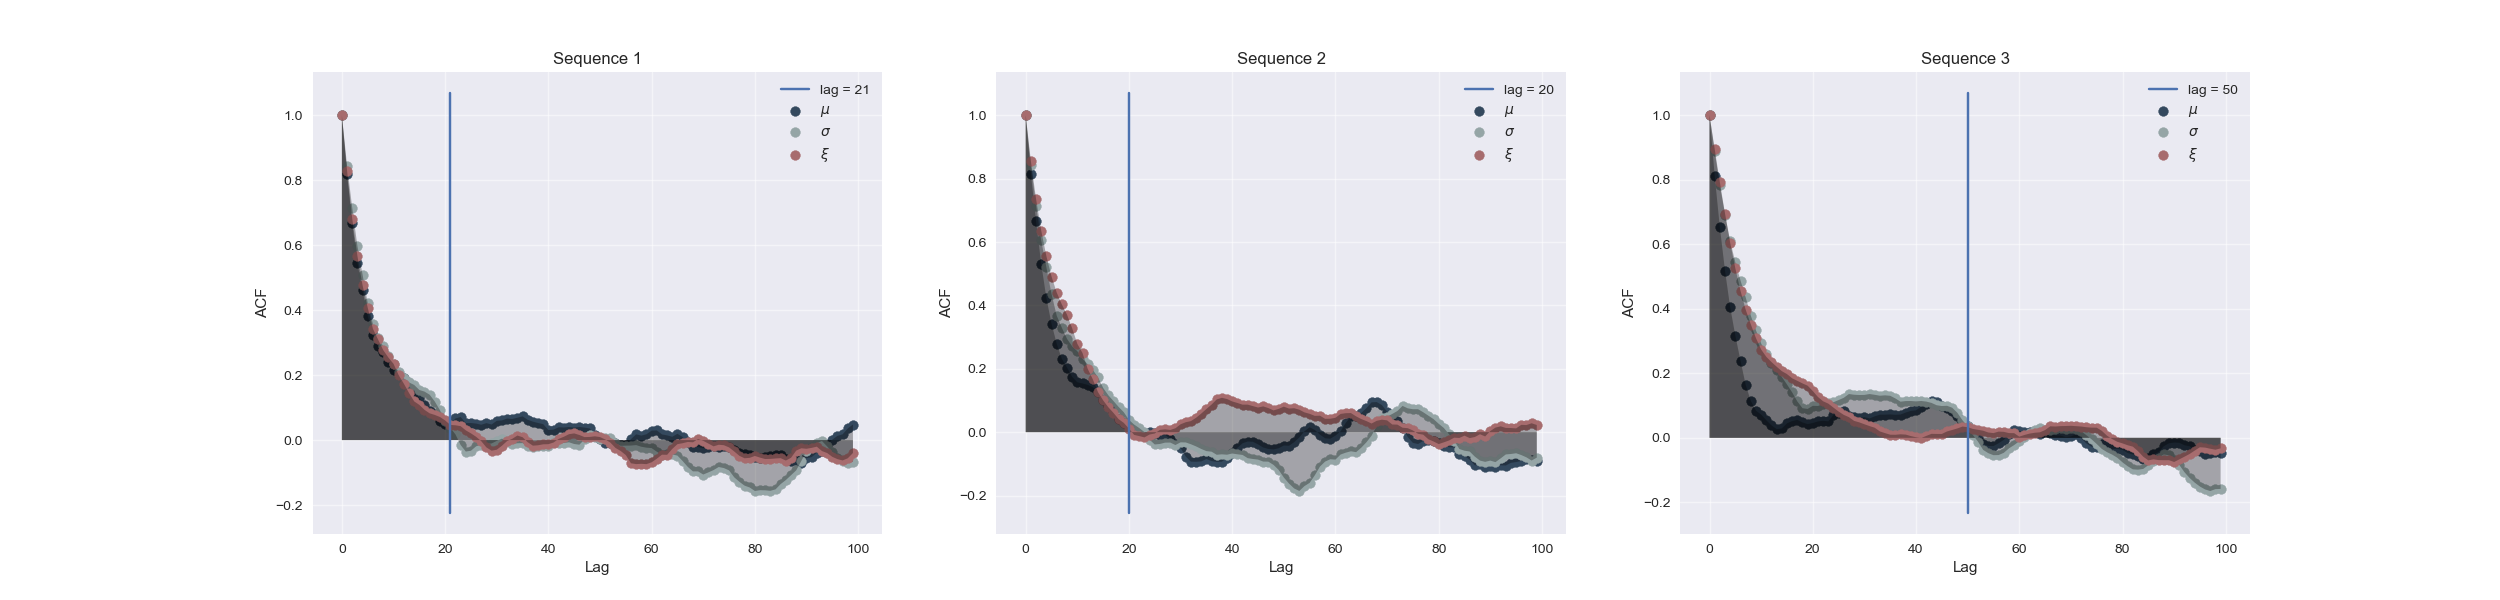 Sequence 1
lag = 21
μ
σ
ξ
ACF
1.0
0.8
0.6
0.4
0.2
0.0
−0.2
0 20 40 60 80 100
Lag
Sequence 2
lag = 20
μ
σ
ξ
ACF
1.0
0.8
0.6
0.4
0.2
0.0
−0.2
0 20 40 60 80 100
Lag
Sequence 3
lag = 50
μ
σ
ξ
ACF
1.0
0.8
0.6
0.4
0.2
0.0
−0.2
0 20 40 60 80 100
Lag